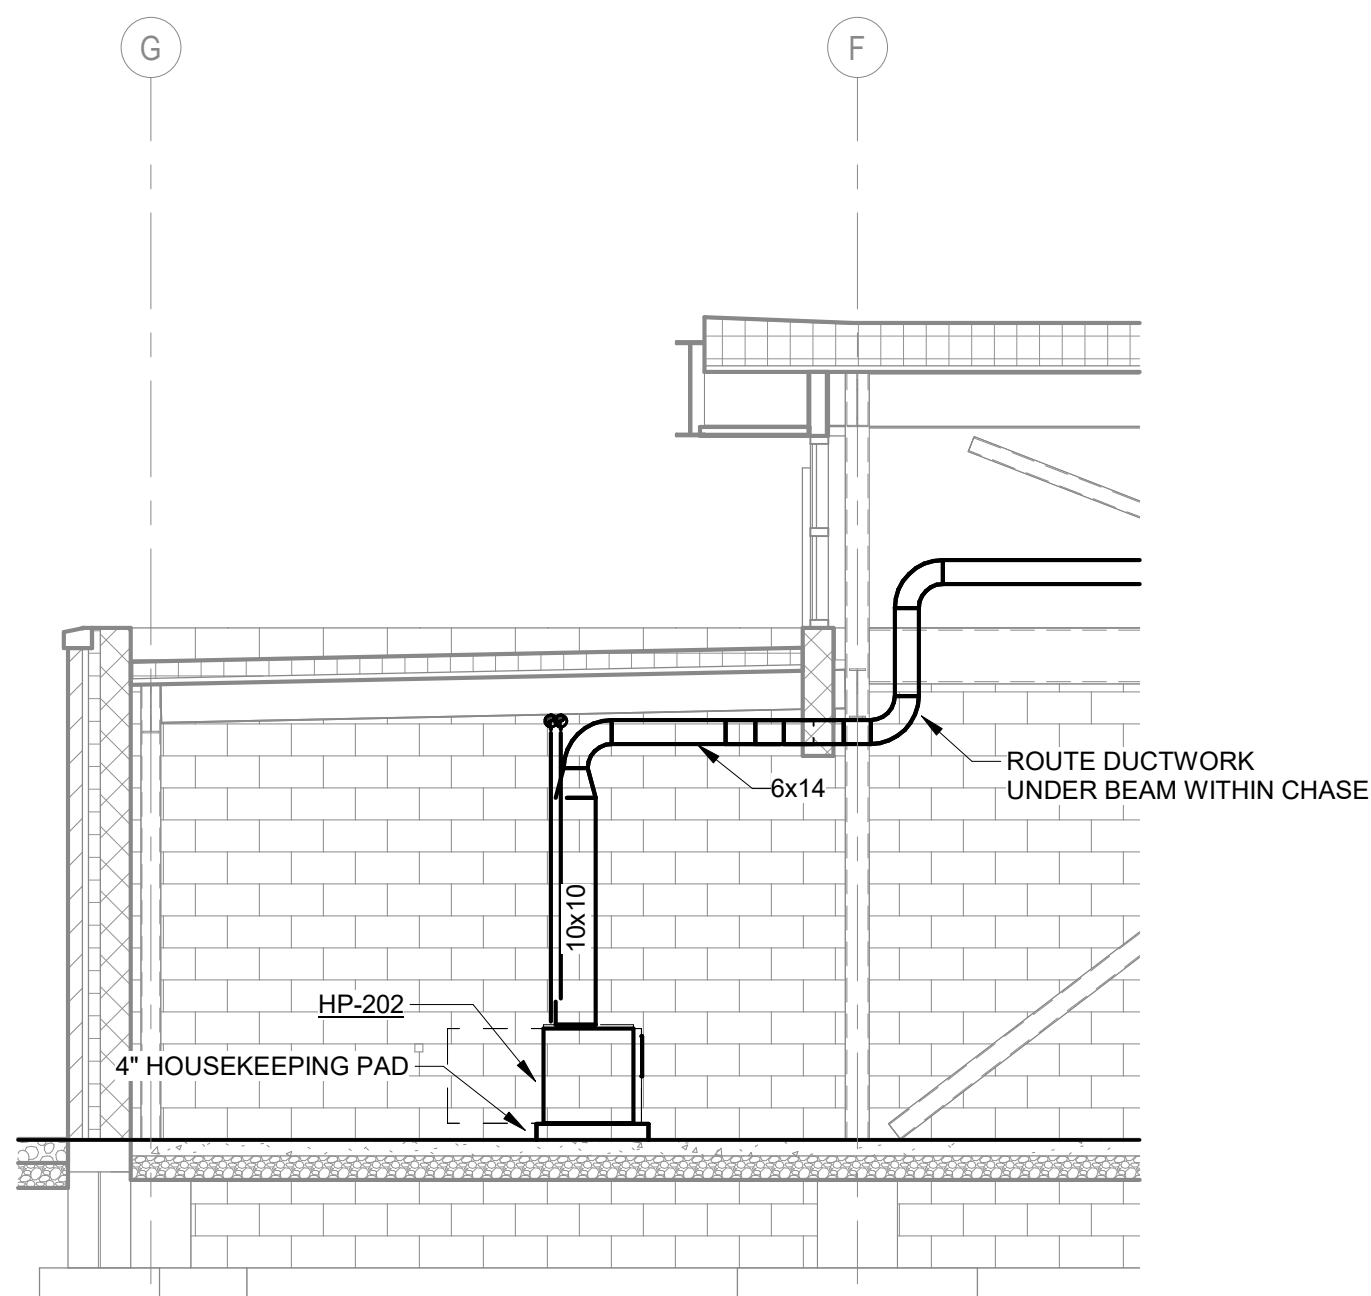 G
F
ROUTE DUCTWORK
UNDER BEAM WITHIN CHASE
6x14
10x10
HP-202
4" HOUSEKEEPING PAD